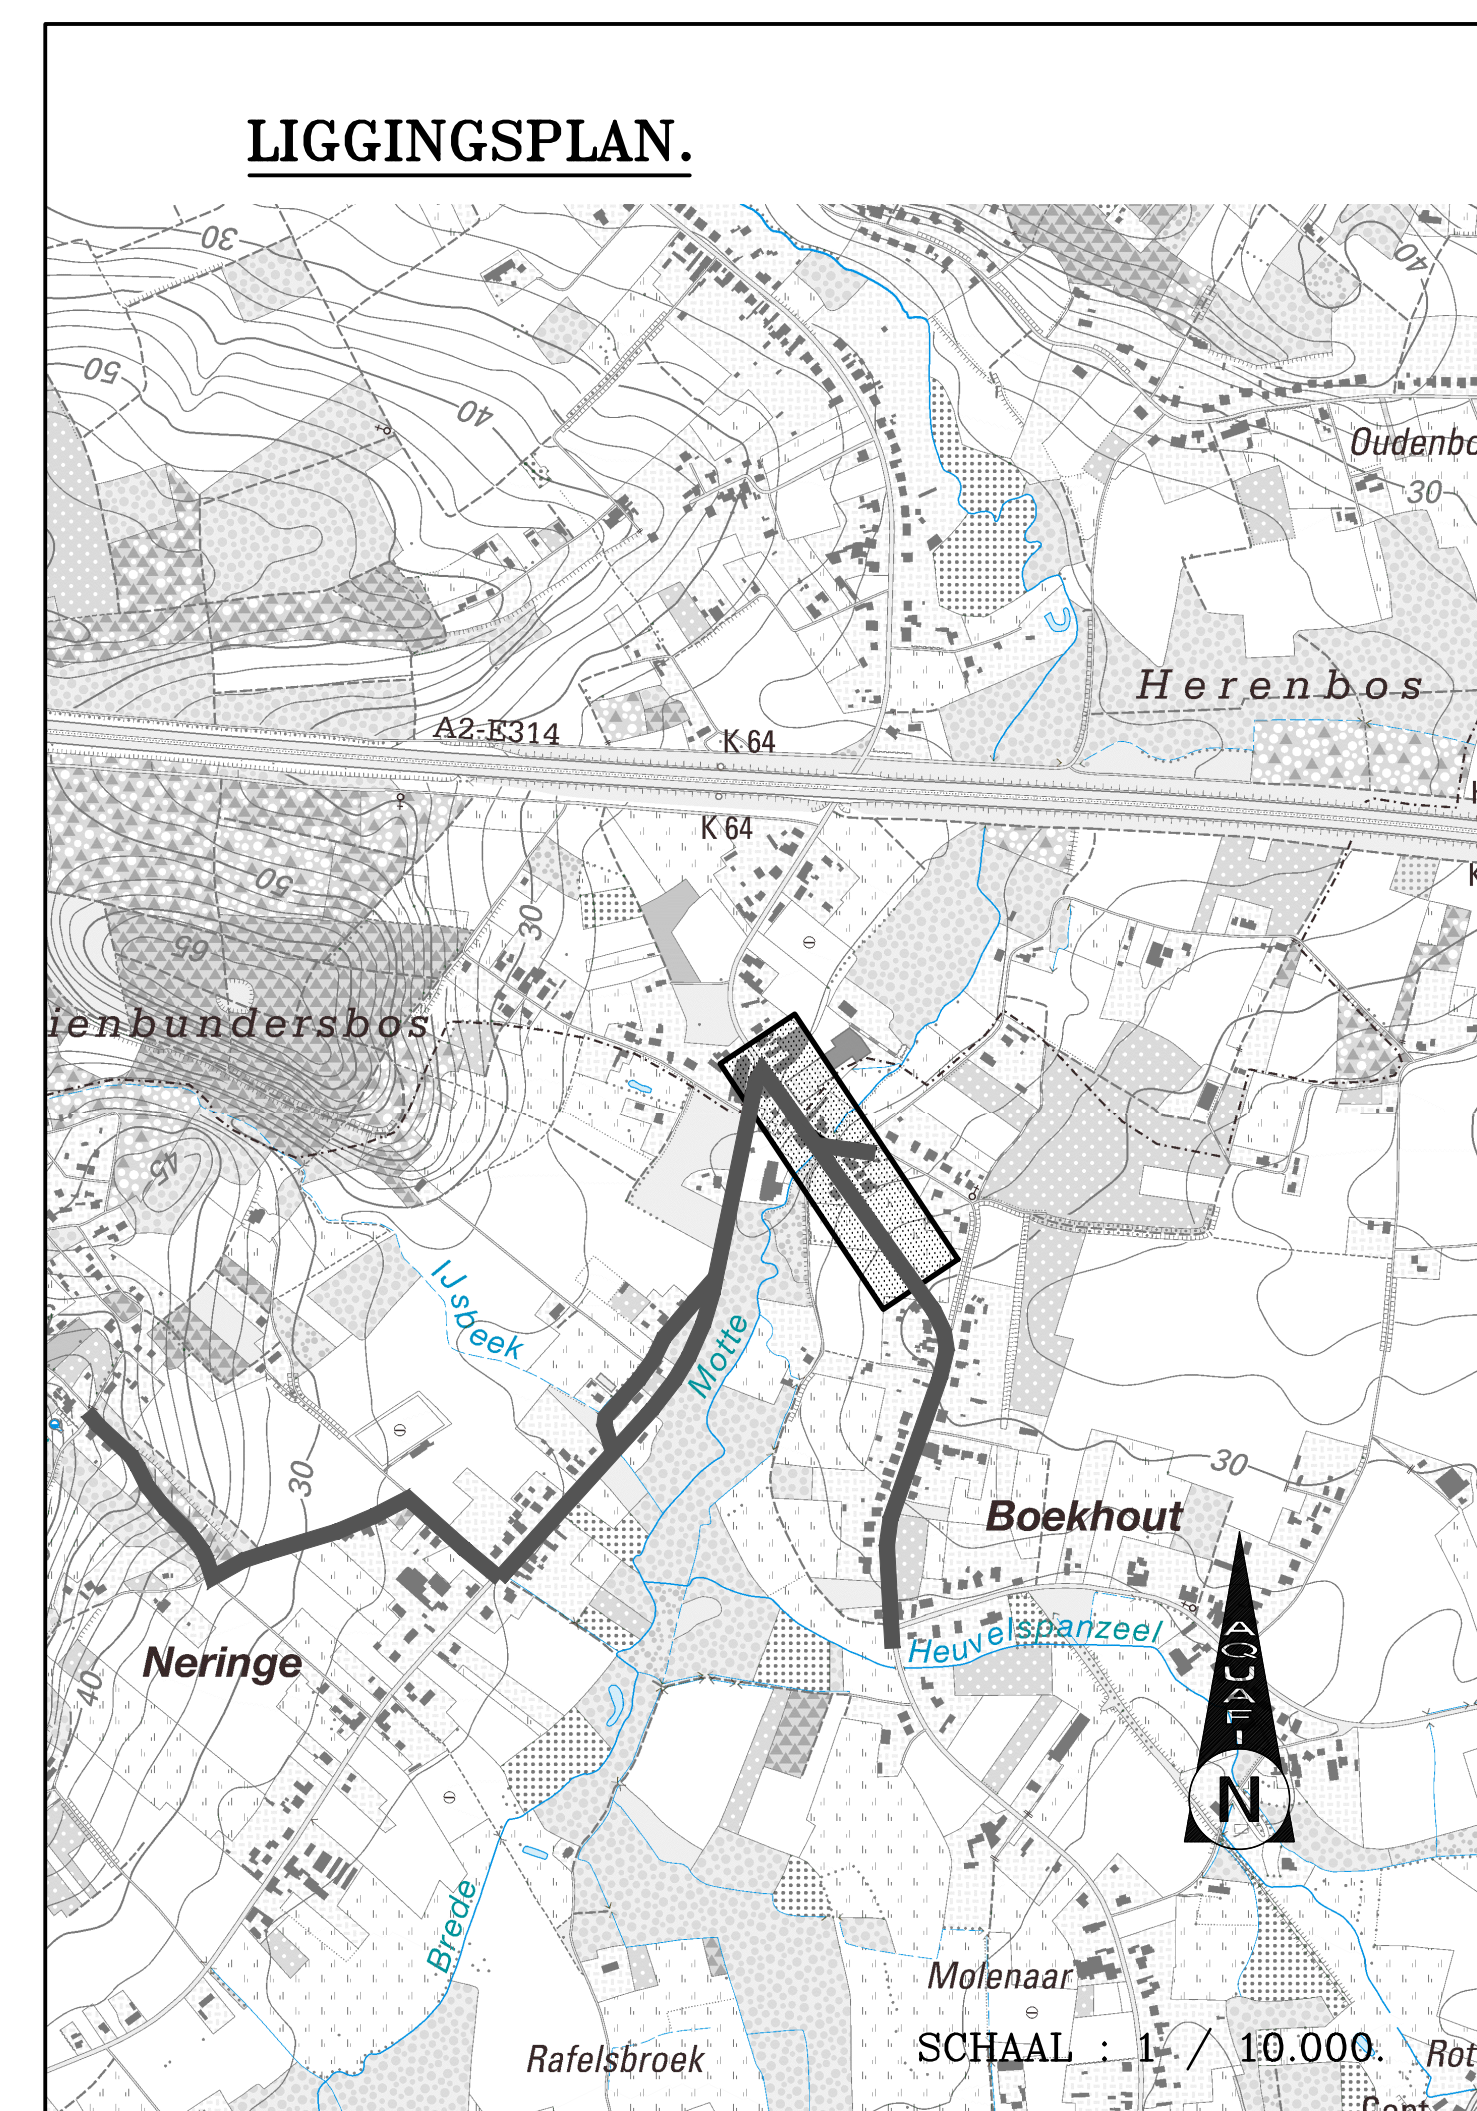 LIGGINGSPLAN.
30
40
50
40
Oudenbo
30
Herenbos
A2-E314
K 64
K 64
K
50
30
65
ienbundersbos
45
IJsbeek
Motte
30
30
Boekhout
Heuvelspanzeel
Neringe
40
AQUAFIN
N
Brede
Molenaar
SCHAAL : 1 / 10.000.
Rafelsbroek
Rot